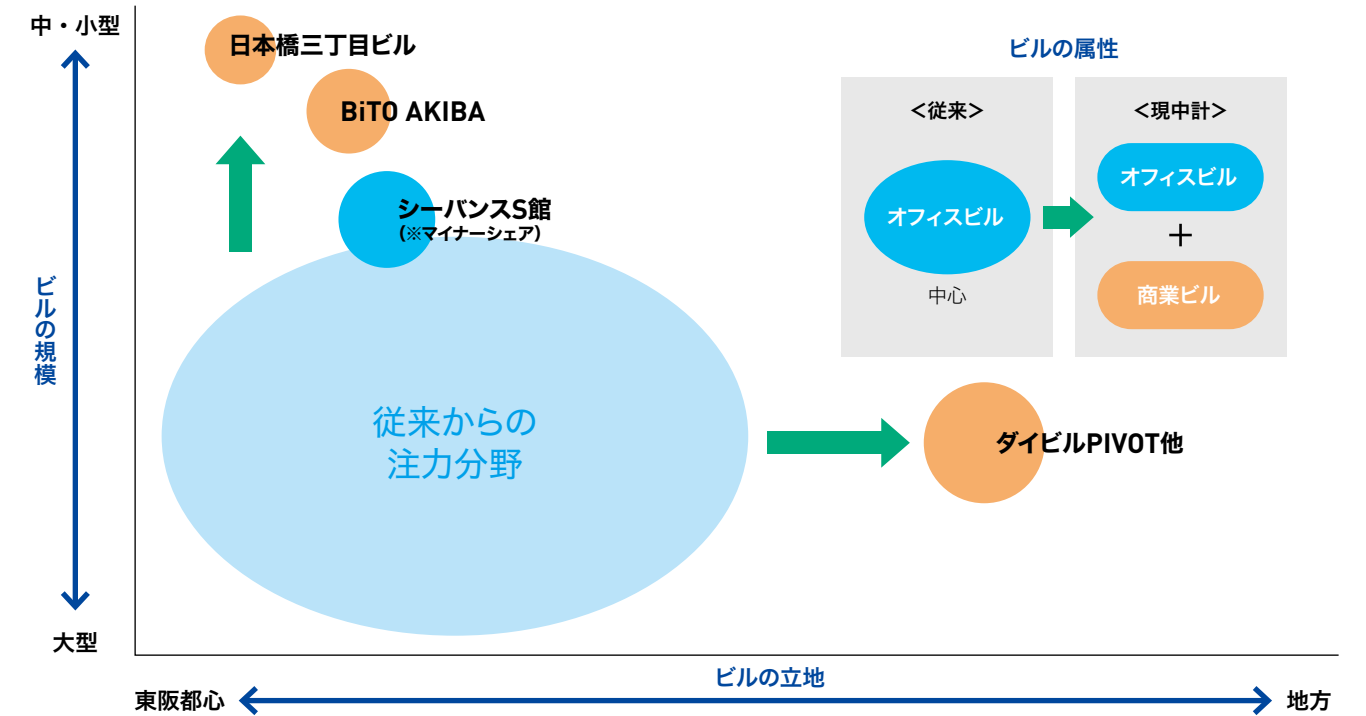 中・小型
日本橋三丁目ビル
BiTO AKIBA
シーバンスS館
(※マイナーシェア)
ビルの規模
従来からの
注力分野
ダイビルPIVOT他
大型
ビルの属性
<従来>
オフィスビル
中心
<現中計>
オフィスビル
+
商業ビル
ビルの立地
東阪都心
地方